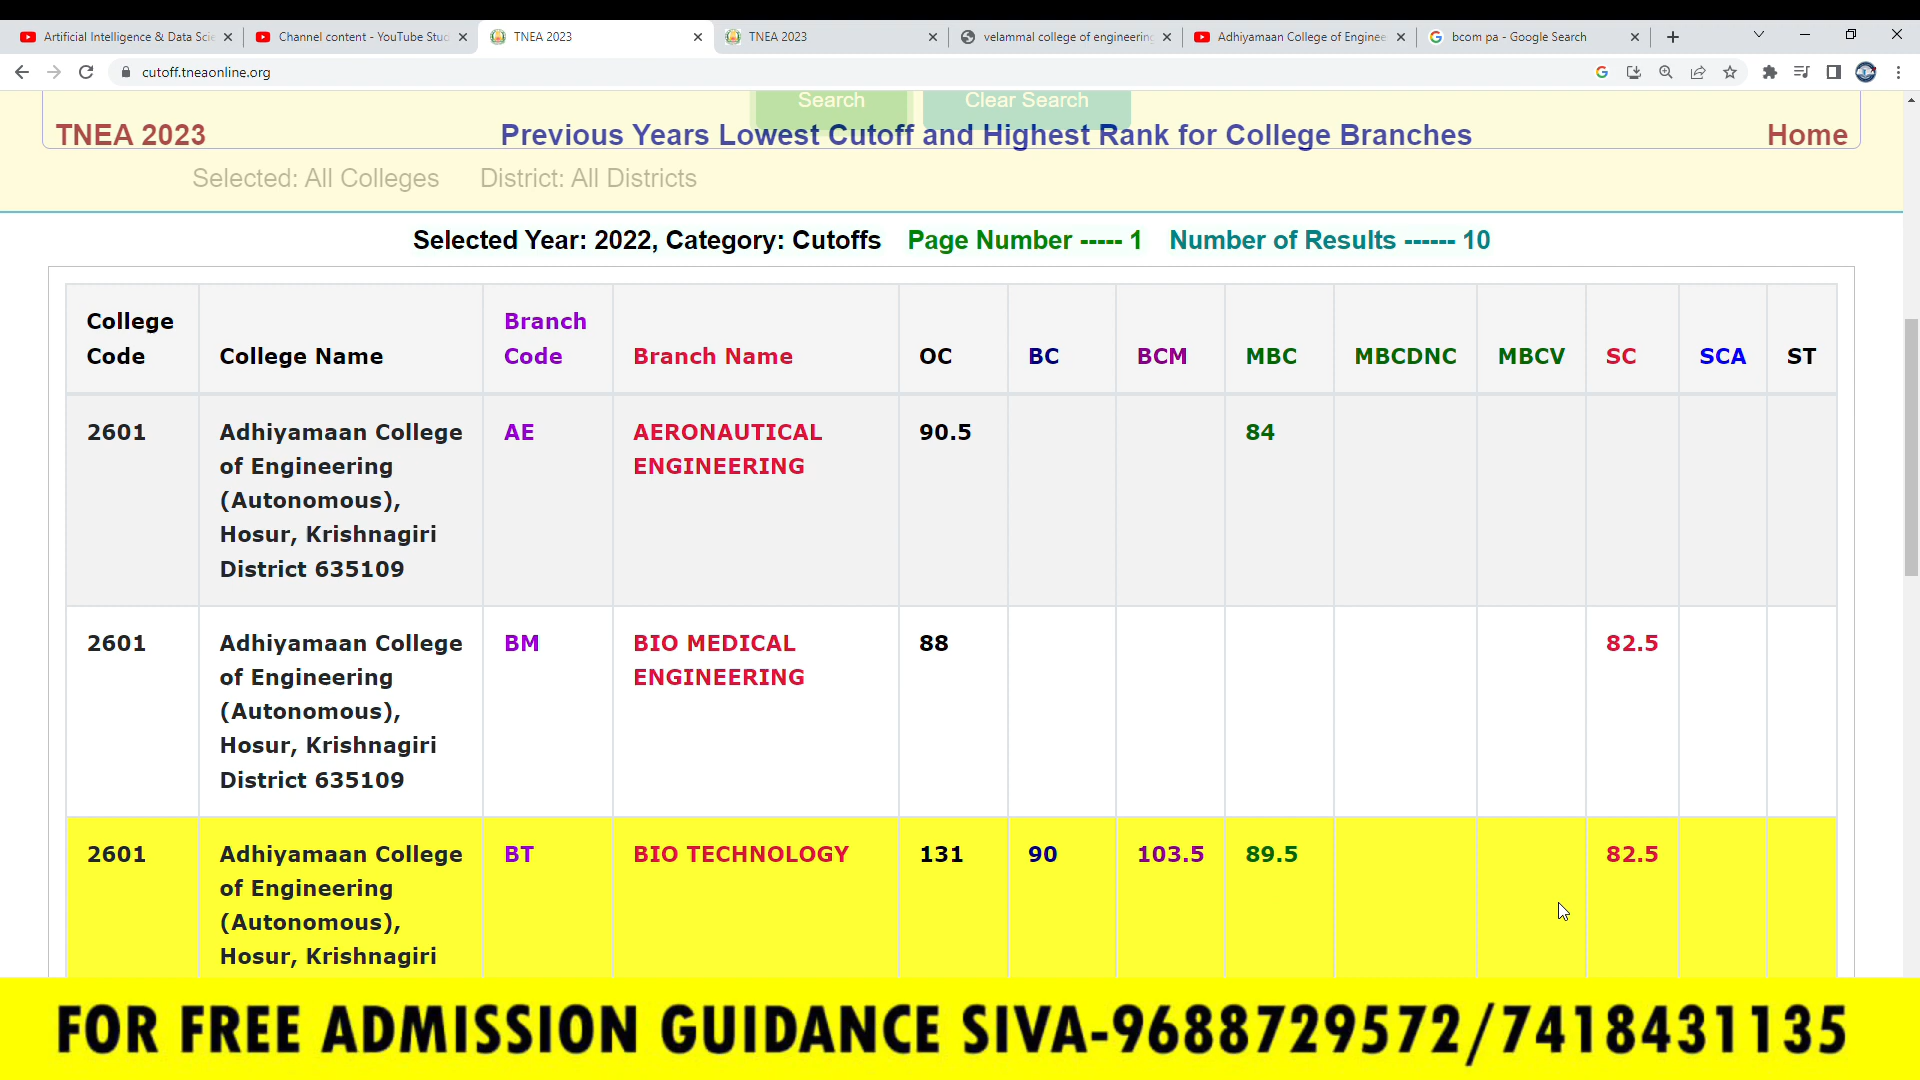 Artificial Intelligence & Data Scie
Channel content - YouTube Stud
TNEA 2023
TNEA 2023
velammal college of engineering
Adhiyamaan College of Enginee
bcom pa - Google Search
cutoff.tneaonline.org
Search
Clear Search
TNEA 2023
Previous Years Lowest Cutoff and Highest Rank for College Branches
Home
Selected: All Colleges District: All Districts
Selected Year: 2022, Category: Cutoffs Page Number ----- 1 Number of Results ------ 10
College Code
College Name
Branch Code
Branch Name
OC
BC
BCM
MBC
MBCDNC
MBCV
SC
SCA
ST
2601
Adhiyamaan College
of Engineering
(Autonomous),
Hosur, Krishnagiri
District 635109
AE
AERONAUTICAL
ENGINEERING
90.5
84
2601
Adhiyamaan College
of Engineering
(Autonomous),
Hosur, Krishnagiri
District 635109
BM
BIO MEDICAL
ENGINEERING
88
82.5
2601
Adhiyamaan College
of Engineering
(Autonomous),
Hosur, Krishnagiri
BT
BIO TECHNOLOGY
131
90
103.5
89.5
82.5
FOR FREE ADMISSION GUIDANCE SIVA-9688729572/7418431135